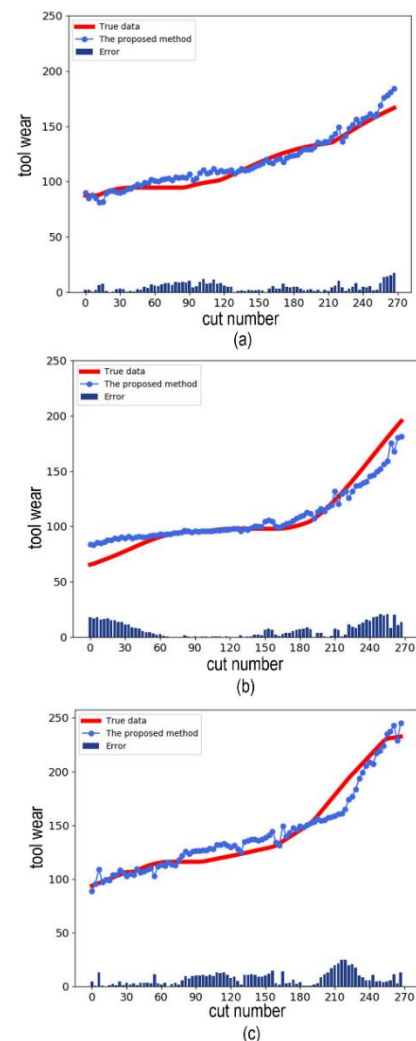 250
True data
The proposed method
Error
200
150
tool wear
100
50
0
0 30 60 90 120 150 180 210 240 270
cut number
(a)
250
True data
The proposed method
Error
200
150
tool wear
100
50
0
0 30 60 90 120 150 180 210 240 270
cut number
(b)
250
True data
The proposed method
Error
200
150
tool wear
100
50
0
0 30 60 90 120 150 180 210 240 270
cut number
(c)